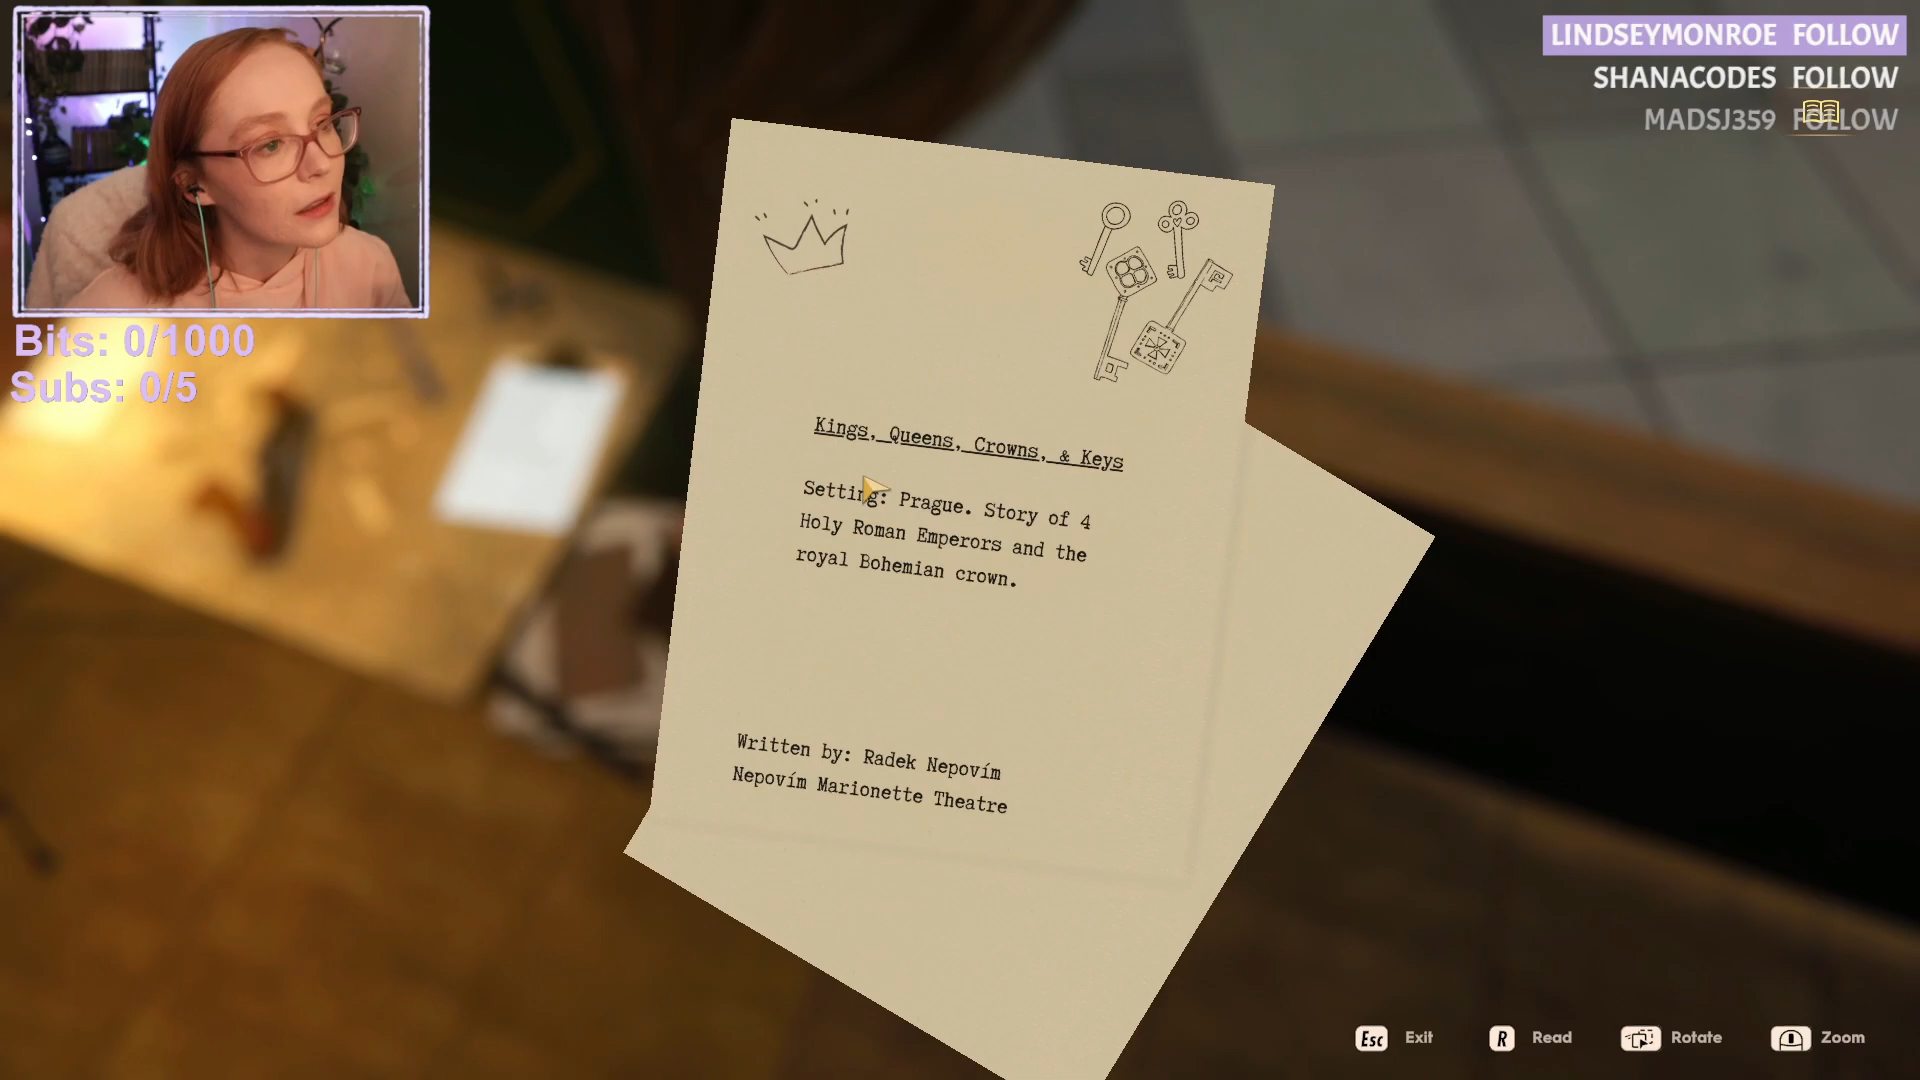 LINDSEYMONROE FOLLOW
SHANACODES FOLLOW
MADSJ359 FOLLOW
Bits: 0/1000
Subs: 0/5
Kings, Queens, Crowns, & Keys
Setting: Prague. Story of 4
Holy Roman Emperors and the
royal Bohemian crown.
Written by: Radek Nepovím
Nepovím Marionette Theatre
Esc Exit R Read Rotate Zoom